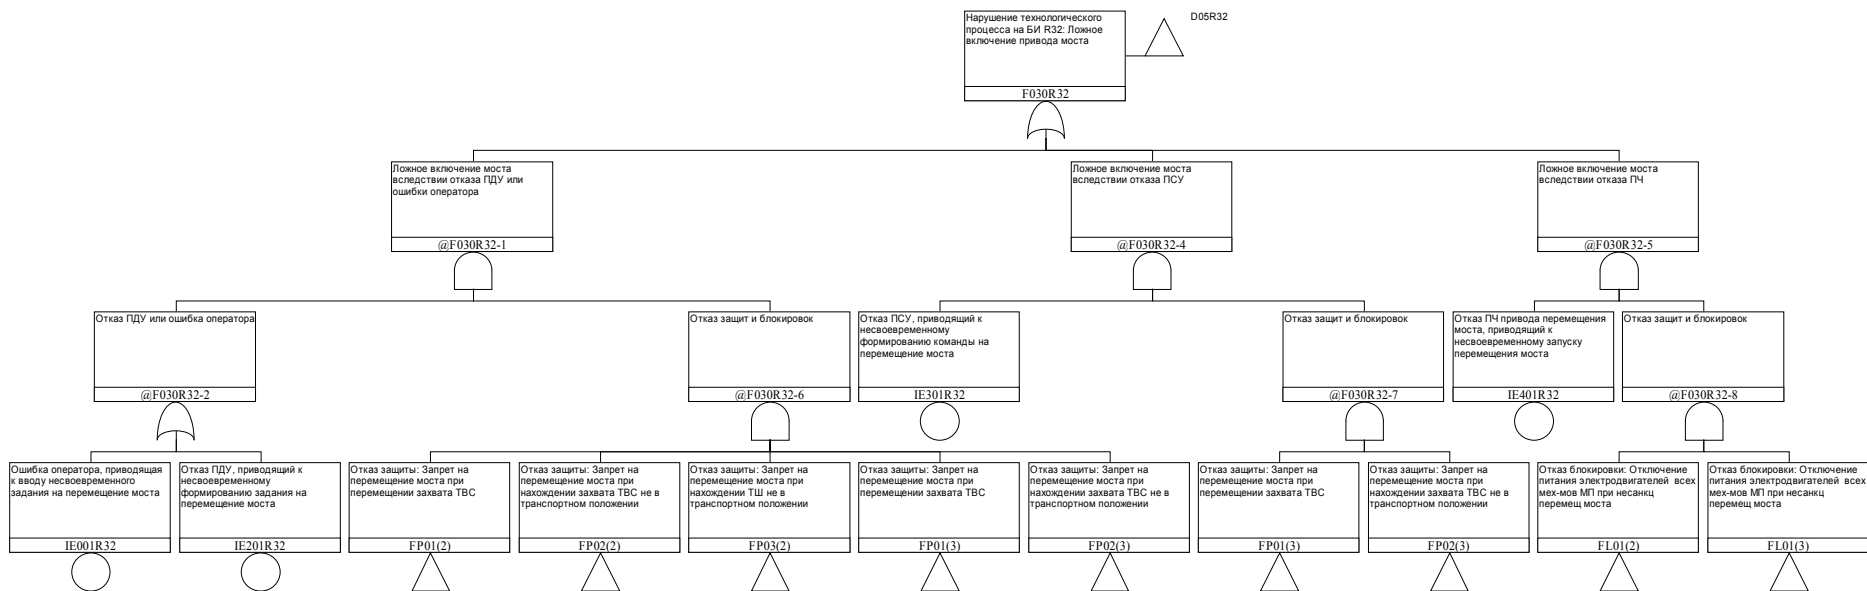 Нарушение технологического
процесса на БИ R32: Ложное
включение привода моста
F030R32
D05R32
Ложное включение моста
вследствии отказа ПДУ или
ошибки оператора
@F030R32-1
Ложное включение моста
вследствии отказа ПСУ
@F030R32-4
Ложное включение моста
вследствии отказа ПЧ
@F030R32-5
Отказ ПДУ или ошибка оператора
@F030R32-2
Отказ защит и блокировок
@F030R32-6
Отказ ПСУ, приводящий к
несвоевременному
формированию команды на
перемещение моста
IE301R32
Отказ защит и блокировок
@F030R32-7
Отказ ПЧ привода перемещения
моста, приводящий к
несвоевременному запуску
перемещения моста
IE401R32
Отказ защит и блокировок
@F030R32-8
Ошибка оператора, приводящая
к вводу несвоевременного
задания на перемещение моста
IE001R32
Отказ ПДУ, приводящий к
несвоевременному
формированию задания на
перемещение моста
IE201R32
Отказ защиты: Запрет на
перемещение моста при
перемещении захвата ТВС
FP01(2)
Отказ защиты: Запрет на
перемещение моста при
нахождении захвата ТВС не в
транспортном положении
FP02(2)
Отказ защиты: Запрет на
перемещение моста при
нахождении ТШ не в
транспортном положении
FP03(2)
Отказ защиты: Запрет на
перемещение моста при
перемещении захвата ТВС
FP01(3)
Отказ защиты: Запрет на
перемещение моста при
нахождении захвата ТВС не в
транспортном положении
FP02(3)
Отказ защиты: Запрет на
перемещение моста при
перемещении захвата ТВС
FP01(3)
Отказ защиты: Запрет на
перемещение моста при
нахождении захвата ТВС не в
транспортном положении
FP02(3)
Отказ блокировки: Отключение
питания электродвигателей всех
мех-мов МП при несанкц
перемещ моста
FL01(2)
Отказ блокировки: Отключение
питания электродвигателей всех
мех-мов МП при несанкц
перемещ моста
FL01(3)